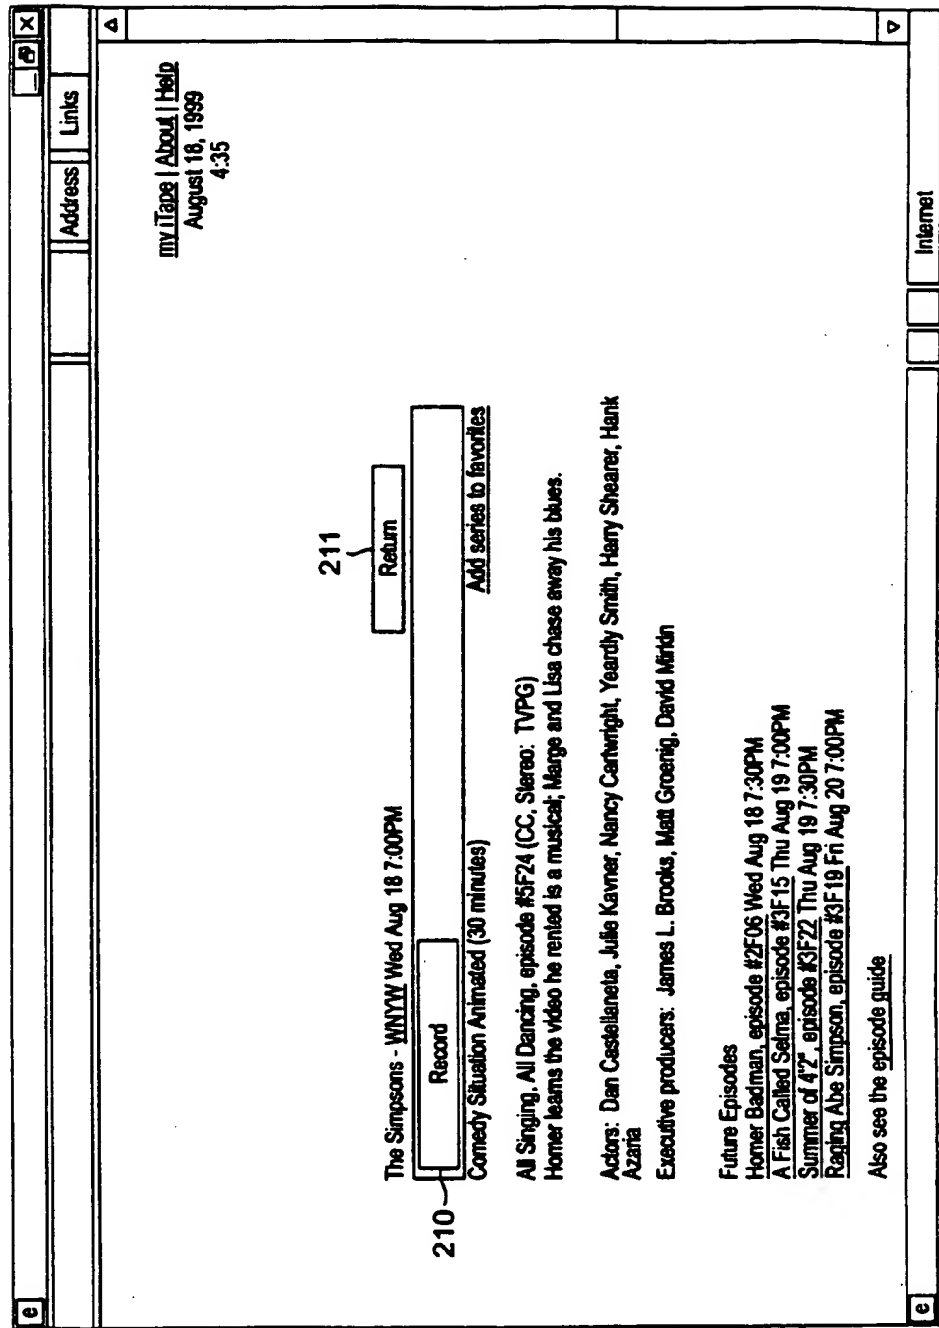 e
Address Links
my iTape | About | Help
August 18, 1999
4:35
211
Return
The Simpsons - WNYW Wed Aug 18 7:00PM
210
Record
Comedy Situation Animated (30 minutes)
Add series to favorites
All Singing, All Dancing, episode #5F24 (CC, Stereo: TVPG)
Homer learns the video he rented is a musical; Marge and Lisa chase away his blues.
Actors: Dan Castellaneta, Julie Kavner, Nancy Cartwright, Yeardly Smith, Harry Shearer, Hank
Azaria
Executive producers: James L. Brooks, Matt Groenig, David Mirkin
Future Episodes
Homer Badman, episode #2F06 Wed Aug 18 7:30PM
A Fish Called Selma, episode #3F15 Thu Aug 19 7:00PM
Summer of 4'2", episode #3F22 Thu Aug 19 7:30PM
Raging Abe Simpson, episode #3F19 Fri Aug 20 7:00PM
Also see the episode guide
e
Internet